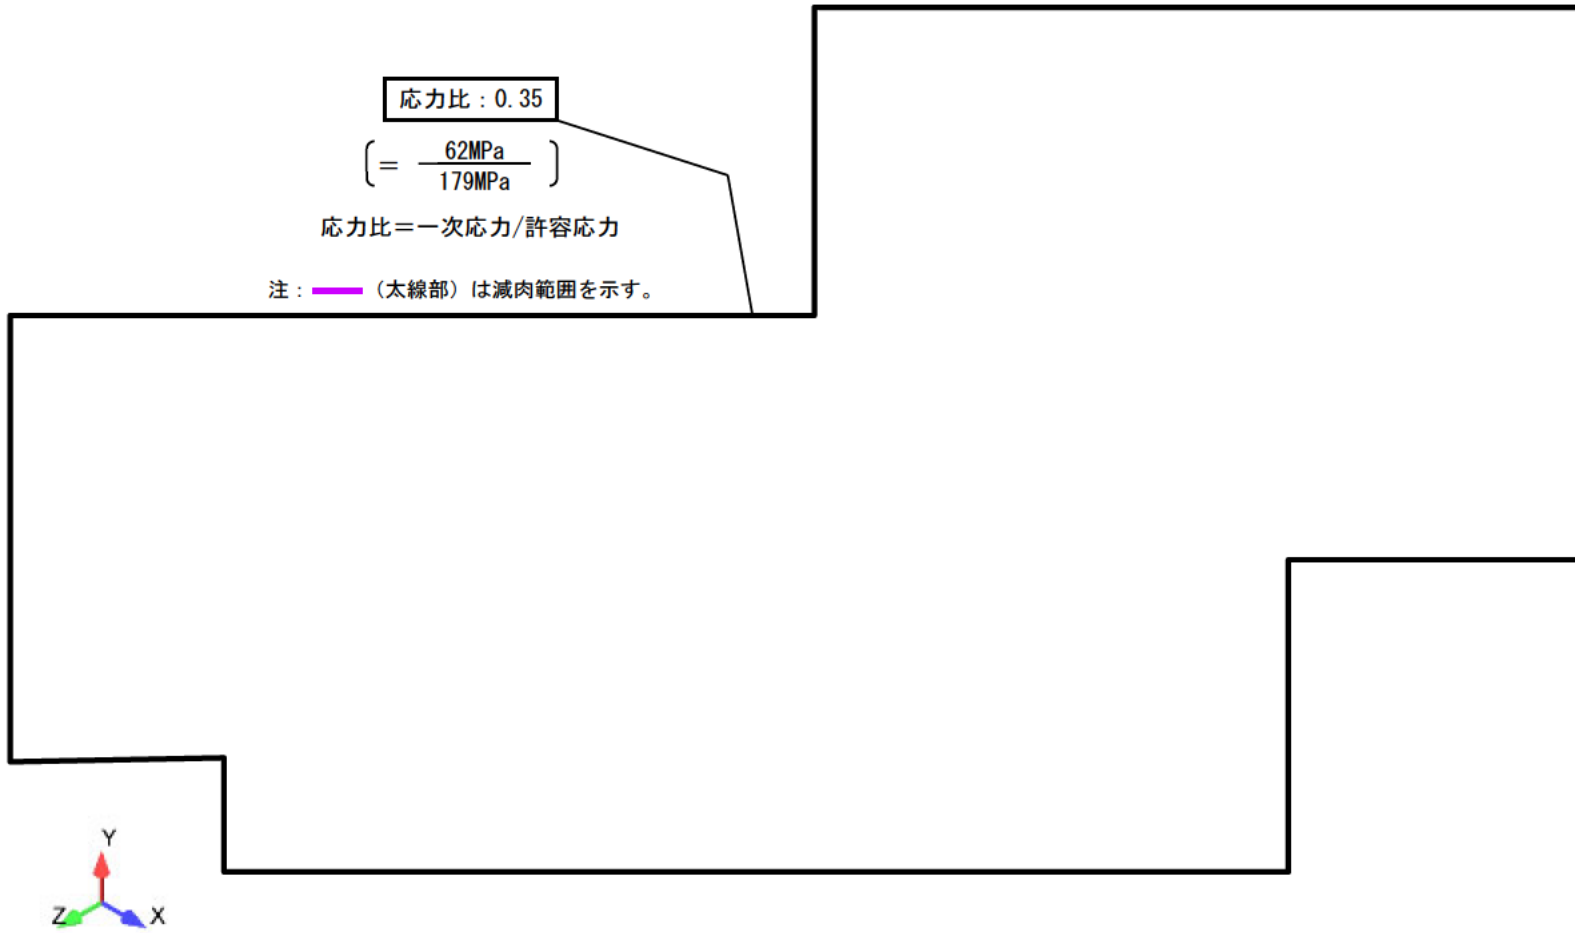 応力比：0.35
＝ 62MPa
179MPa
応力比＝一次応力/許容応力
注： （太線部）は減肉範囲を示す。
Y
Z
X